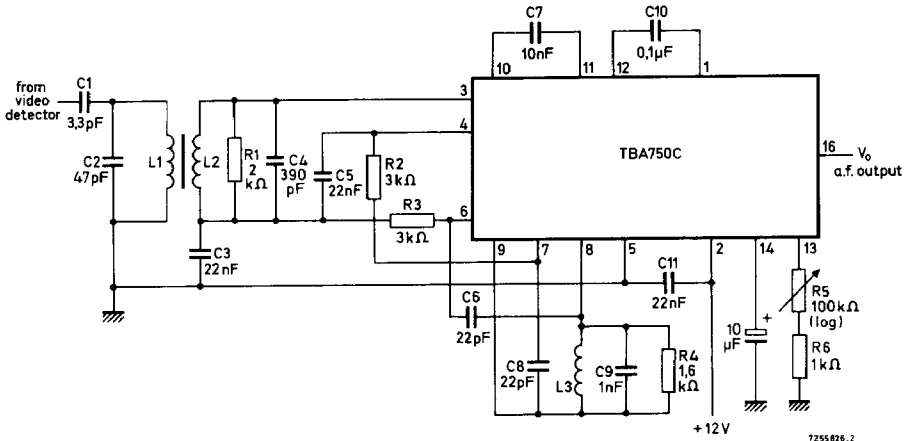 C7
10nF
C10
0,1µF
10
11
12
1
from
video
detector
C1
3,3pF
3
4
TBA750C
16
Vo
a.f. output
C2
47pF
L1
L2
R1
2
kΩ
C4
390
pF
C5
22nF
R2
3kΩ
R3
3kΩ
6
9
7
8
5
2
14
13
C3
22nF
C11
22nF
R5
100kΩ
(log)
C6
22pF
+
10
µF
R6
1kΩ
C8
22pF
L3
C9
1nF
R4
1,6
kΩ
+12V
7Z55826.2